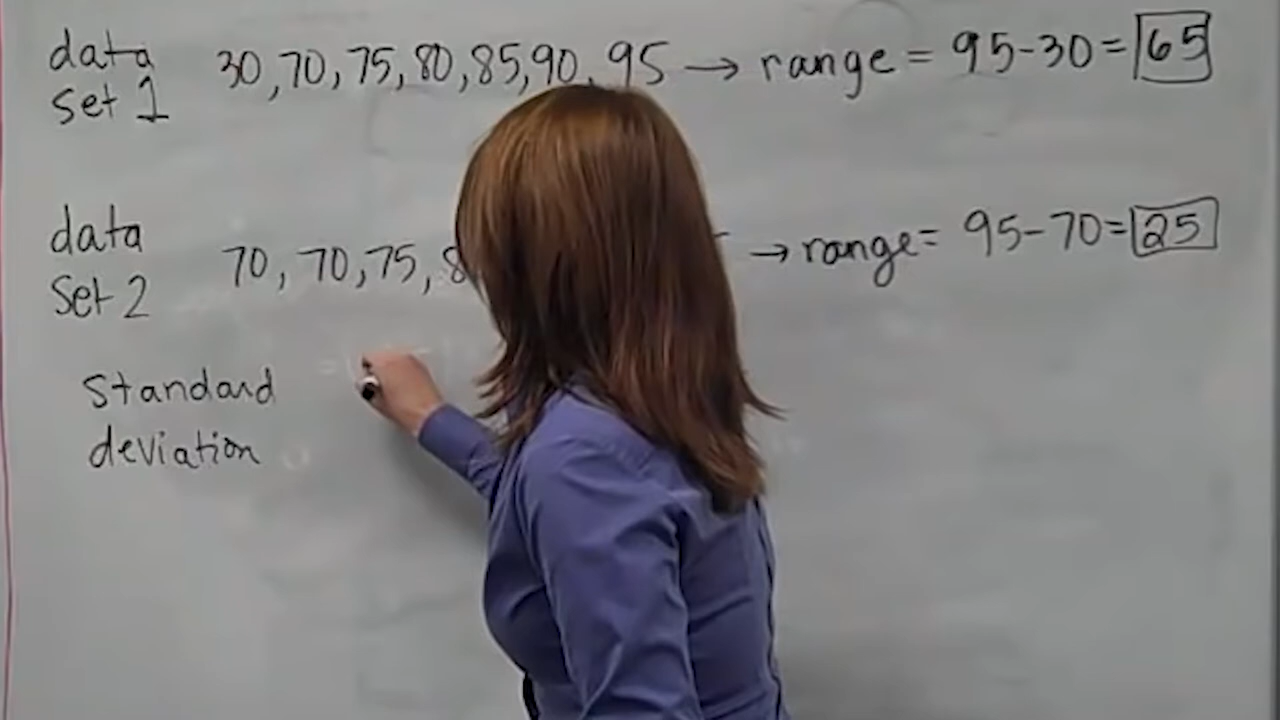 data
set 1
30, 70, 75, 80, 85, 90, 95 → range = 95-30= 65
data
set 2
70, 70, 75, 8
→ range= 95-70= 25
standard
deviation